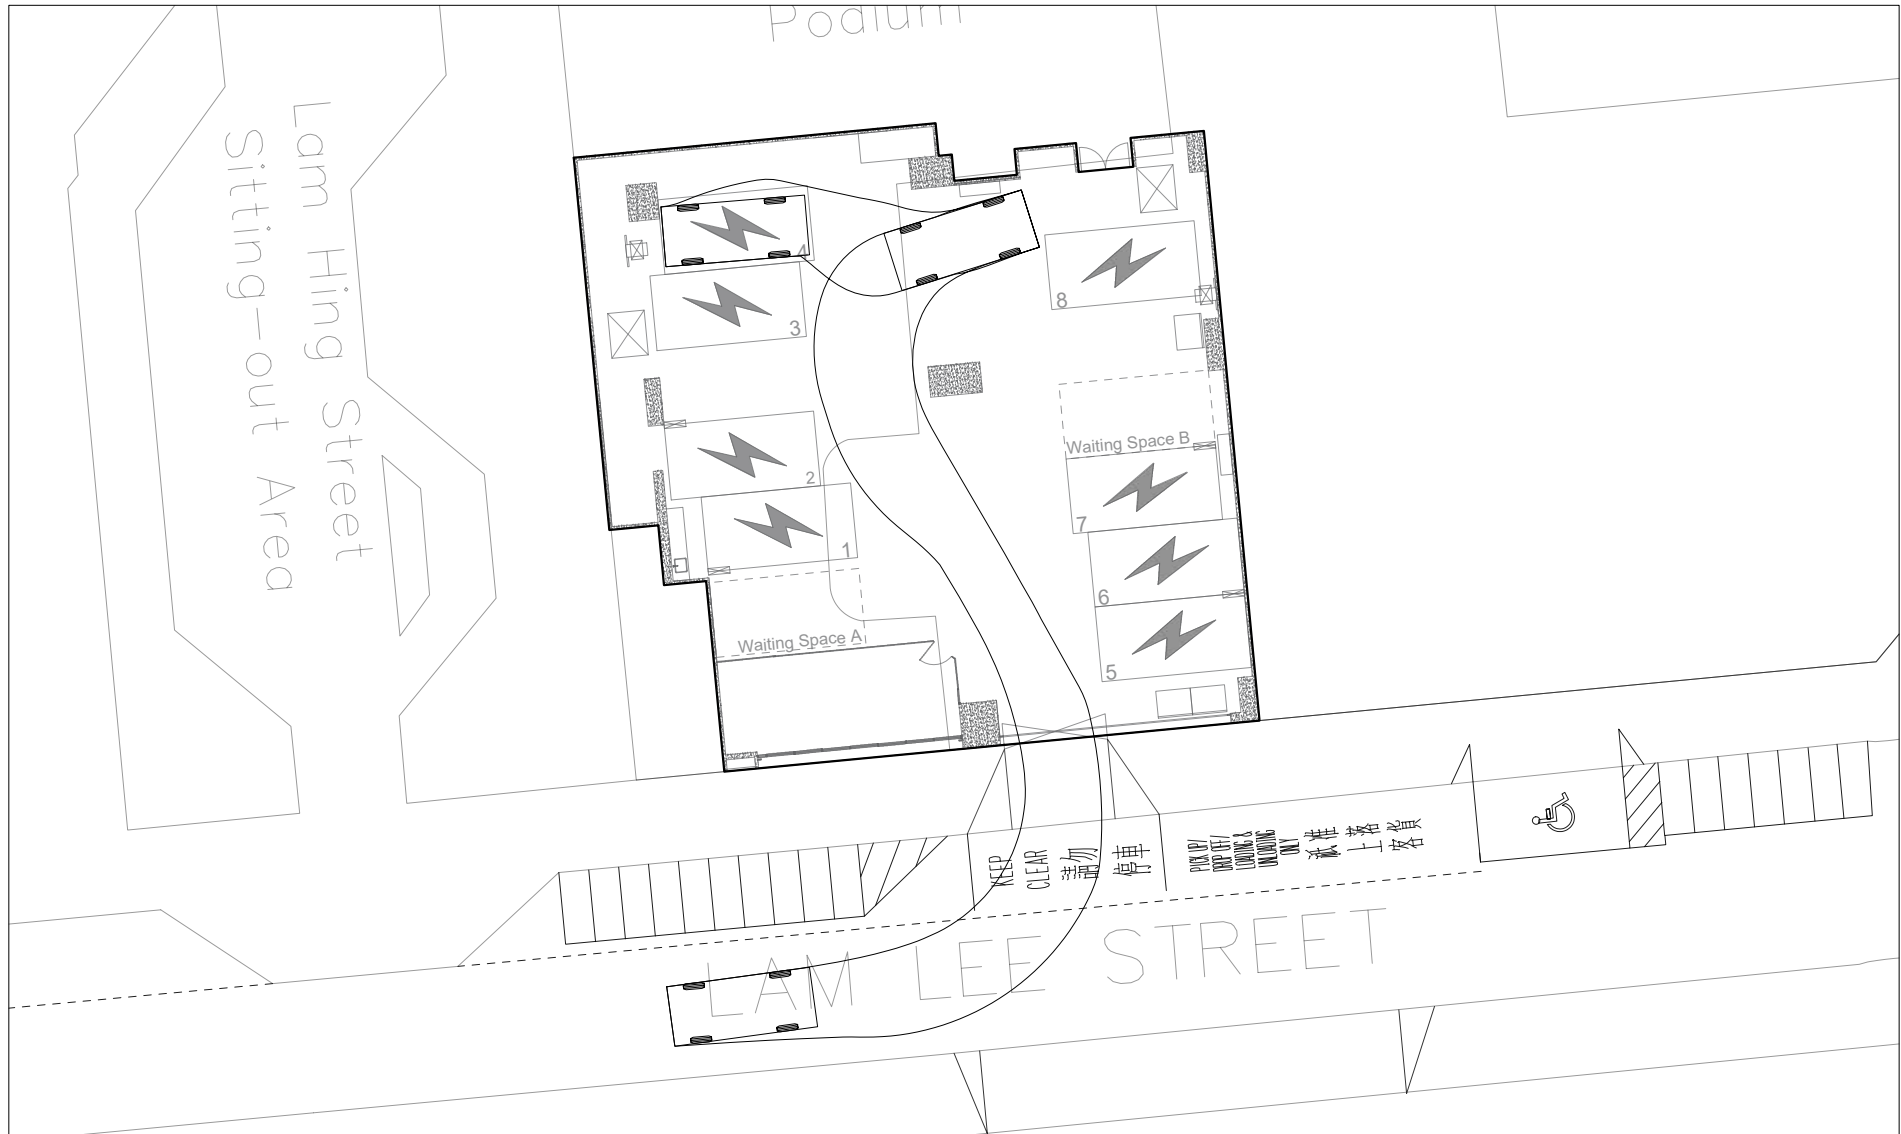 Podium
Lam Hing Street
Sitting-out Area
4
3
8
2
Waiting Space B
7
1
6
Waiting Space A
5
KEEP
CLEAR
請勿
停車
PICK UP/
DROP OFF/
LOADING &
UNLOADING
ONLY
祇准
上落
客貨
LAM LEE STREET